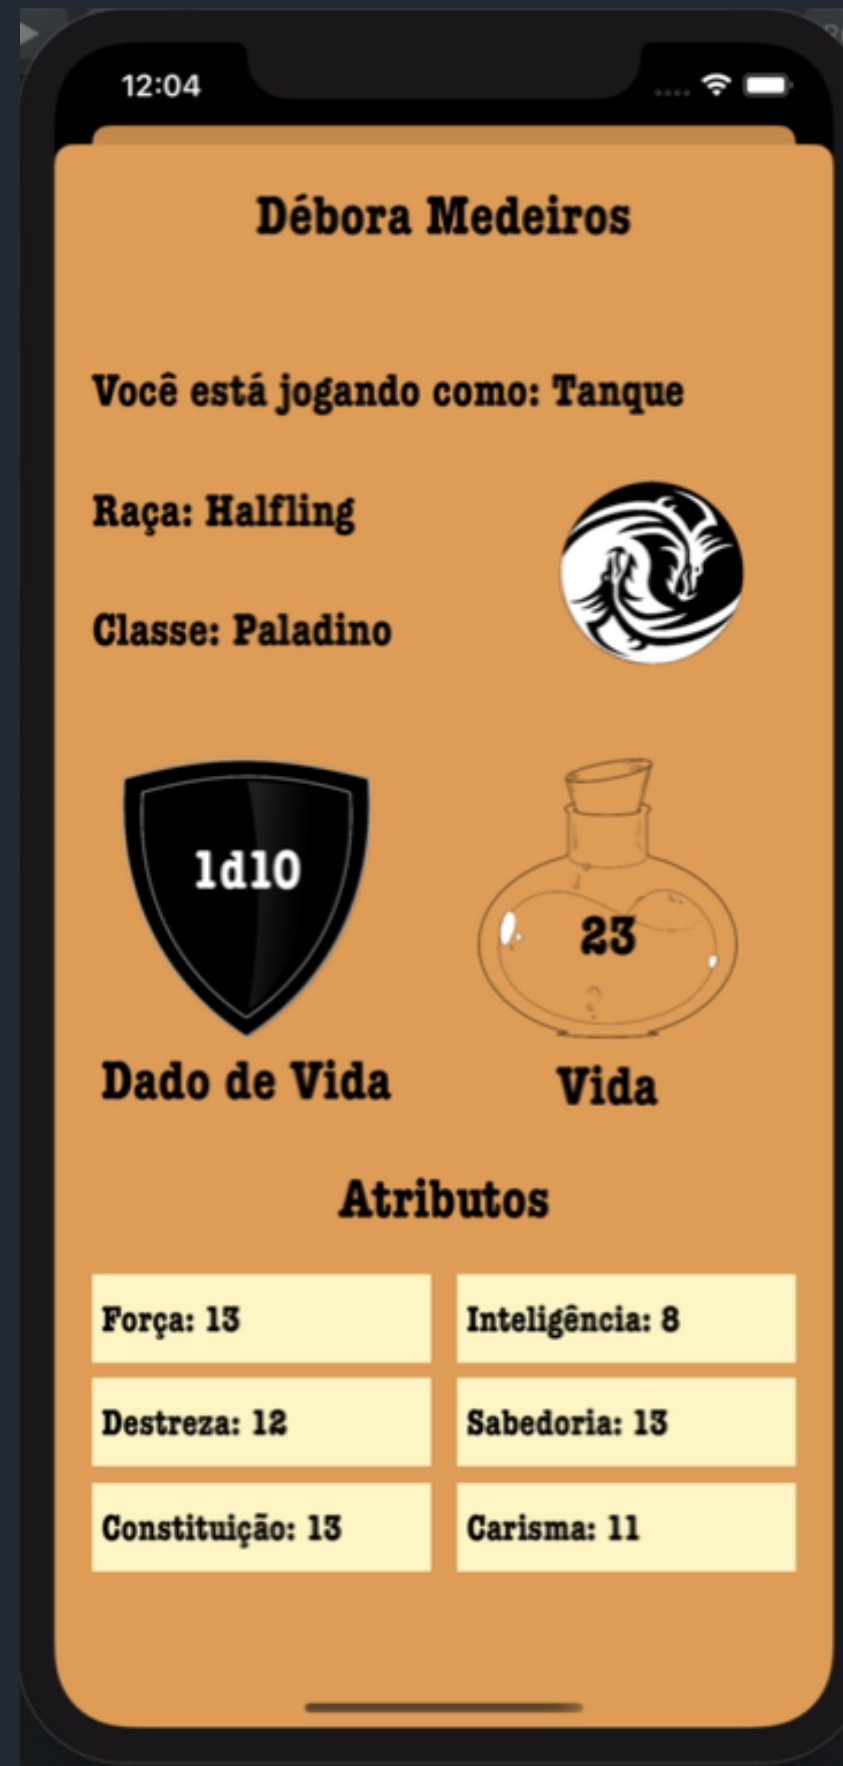 12:04
Débora Medeiros
Você está jogando como: Tanque
Raça: Halfling
Classe: Paladino
1d10
23
Dado de Vida
Vida
Atributos
Força: 13
Inteligência: 8
Destreza: 12
Sabedoria: 13
Constituição: 13
Carisma: 11